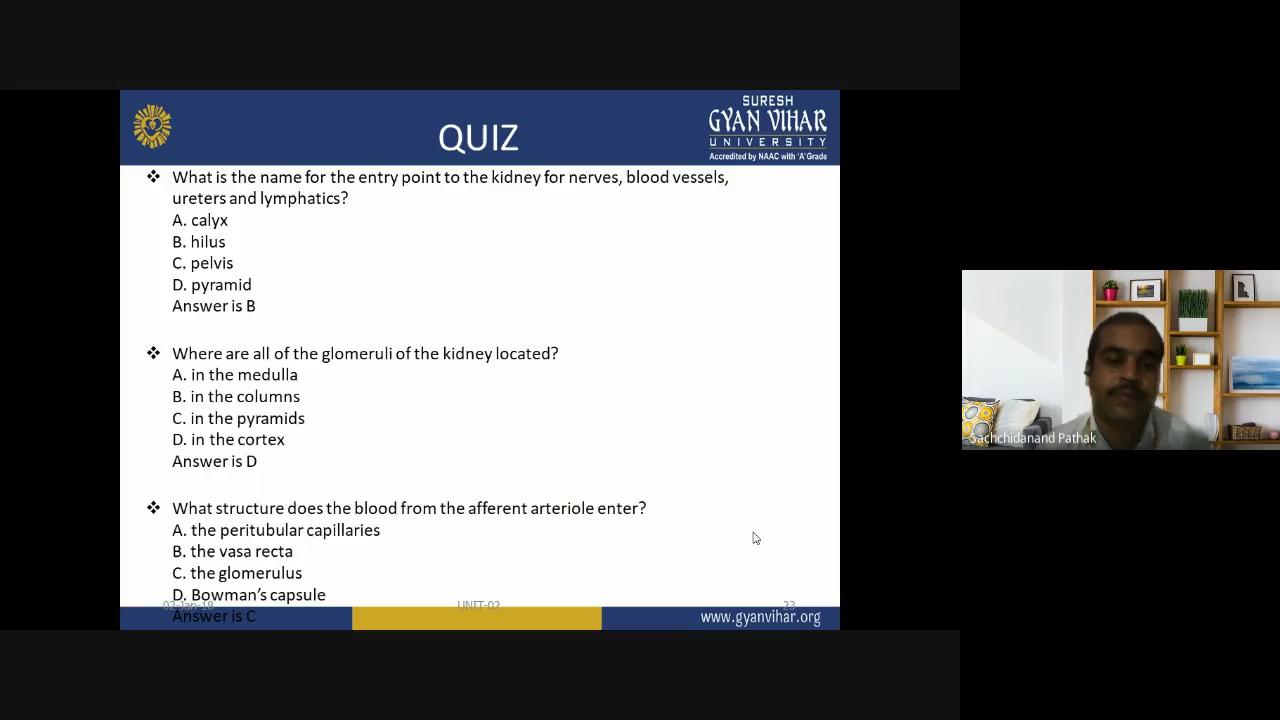 SURESH
GYAN VIHAR
UNIVERSITY
Accredited by NAAC with 'A' Grade
QUIZ
❖ What is the name for the entry point to the kidney for nerves, blood vessels,
ureters and lymphatics?
A. calyx
B. hilus
C. pelvis
D. pyramid
Answer is B
❖ Where are all of the glomeruli of the kidney located?
A. in the medulla
B. in the columns
C. in the pyramids
D. in the cortex
Answer is D
❖ What structure does the blood from the afferent arteriole enter?
A. the peritubular capillaries
B. the vasa recta
C. the glomerulus
D. Bowman’s capsule
Answer is C
02-Jan-18
UNIT-02
23
www.gyanvihar.org
Sachchidanand Pathak